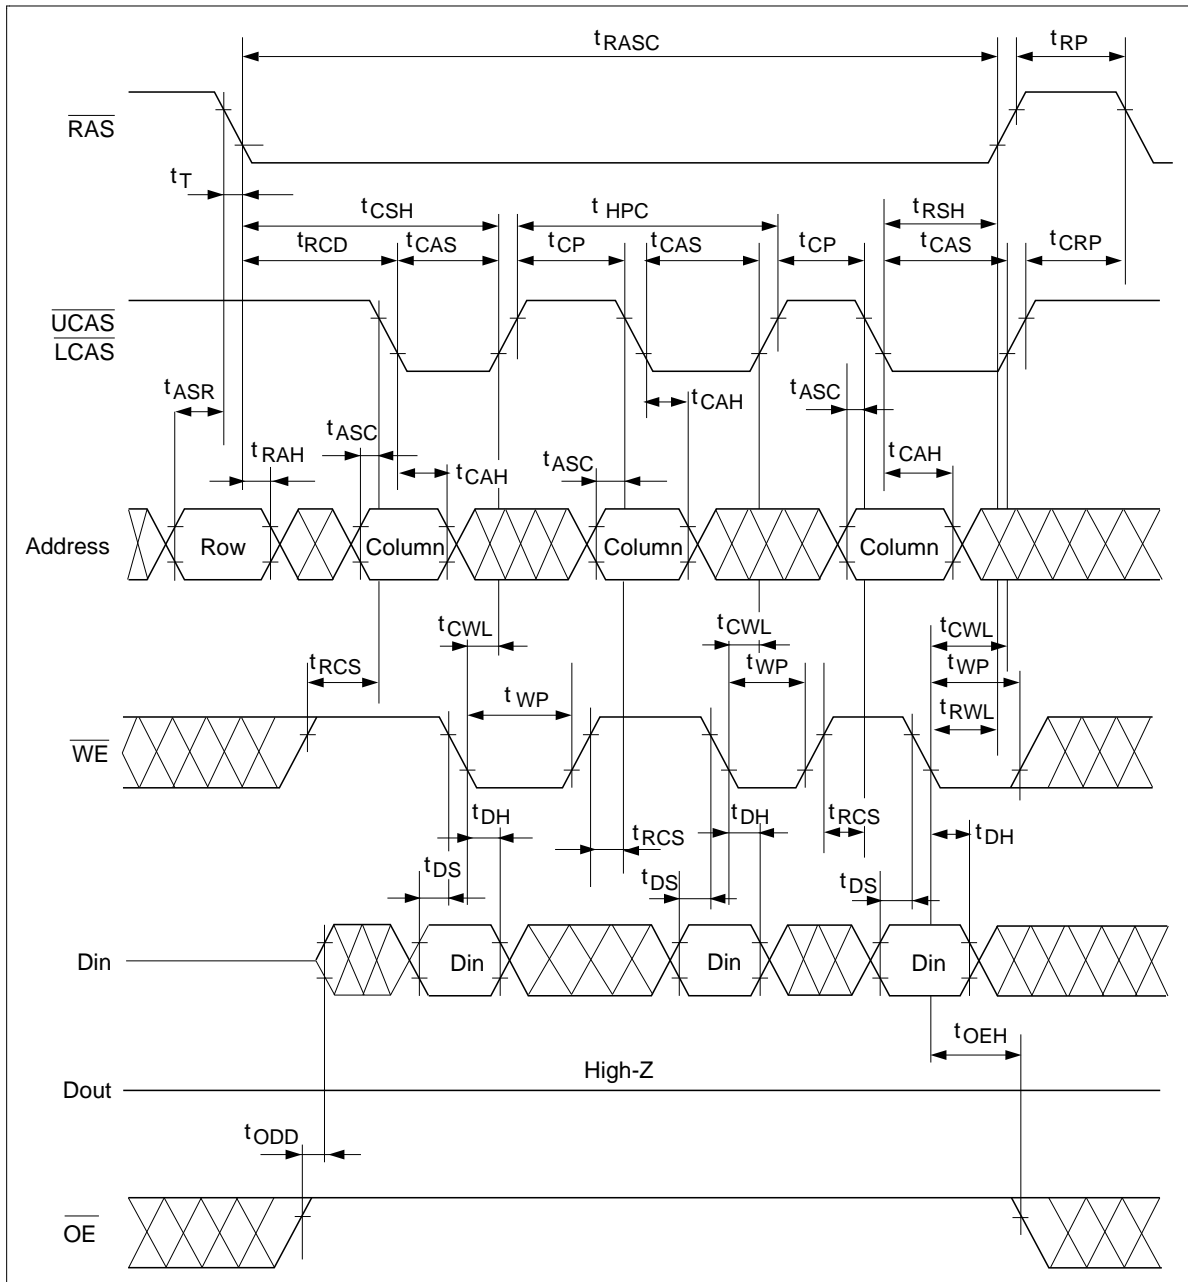 tRASC tRP
RAS
tT
tCSH tHPC tRSH
tRCD tCAS tCP tCAS tCP tCAS tCRP
UCAS
LCAS
tASR tCAH tASC
tASC tRAH tCAH tASC tCAH
Address Row Column Column Column
tCWL tCWL tCWL
tRCS tWP tWP tWP
tRWL
WE
tDH tRCS tDH tRCS tDH
tDS tDS tDS
Din Din Din Din
tOEH
High-Z
Dout
tODD
OE